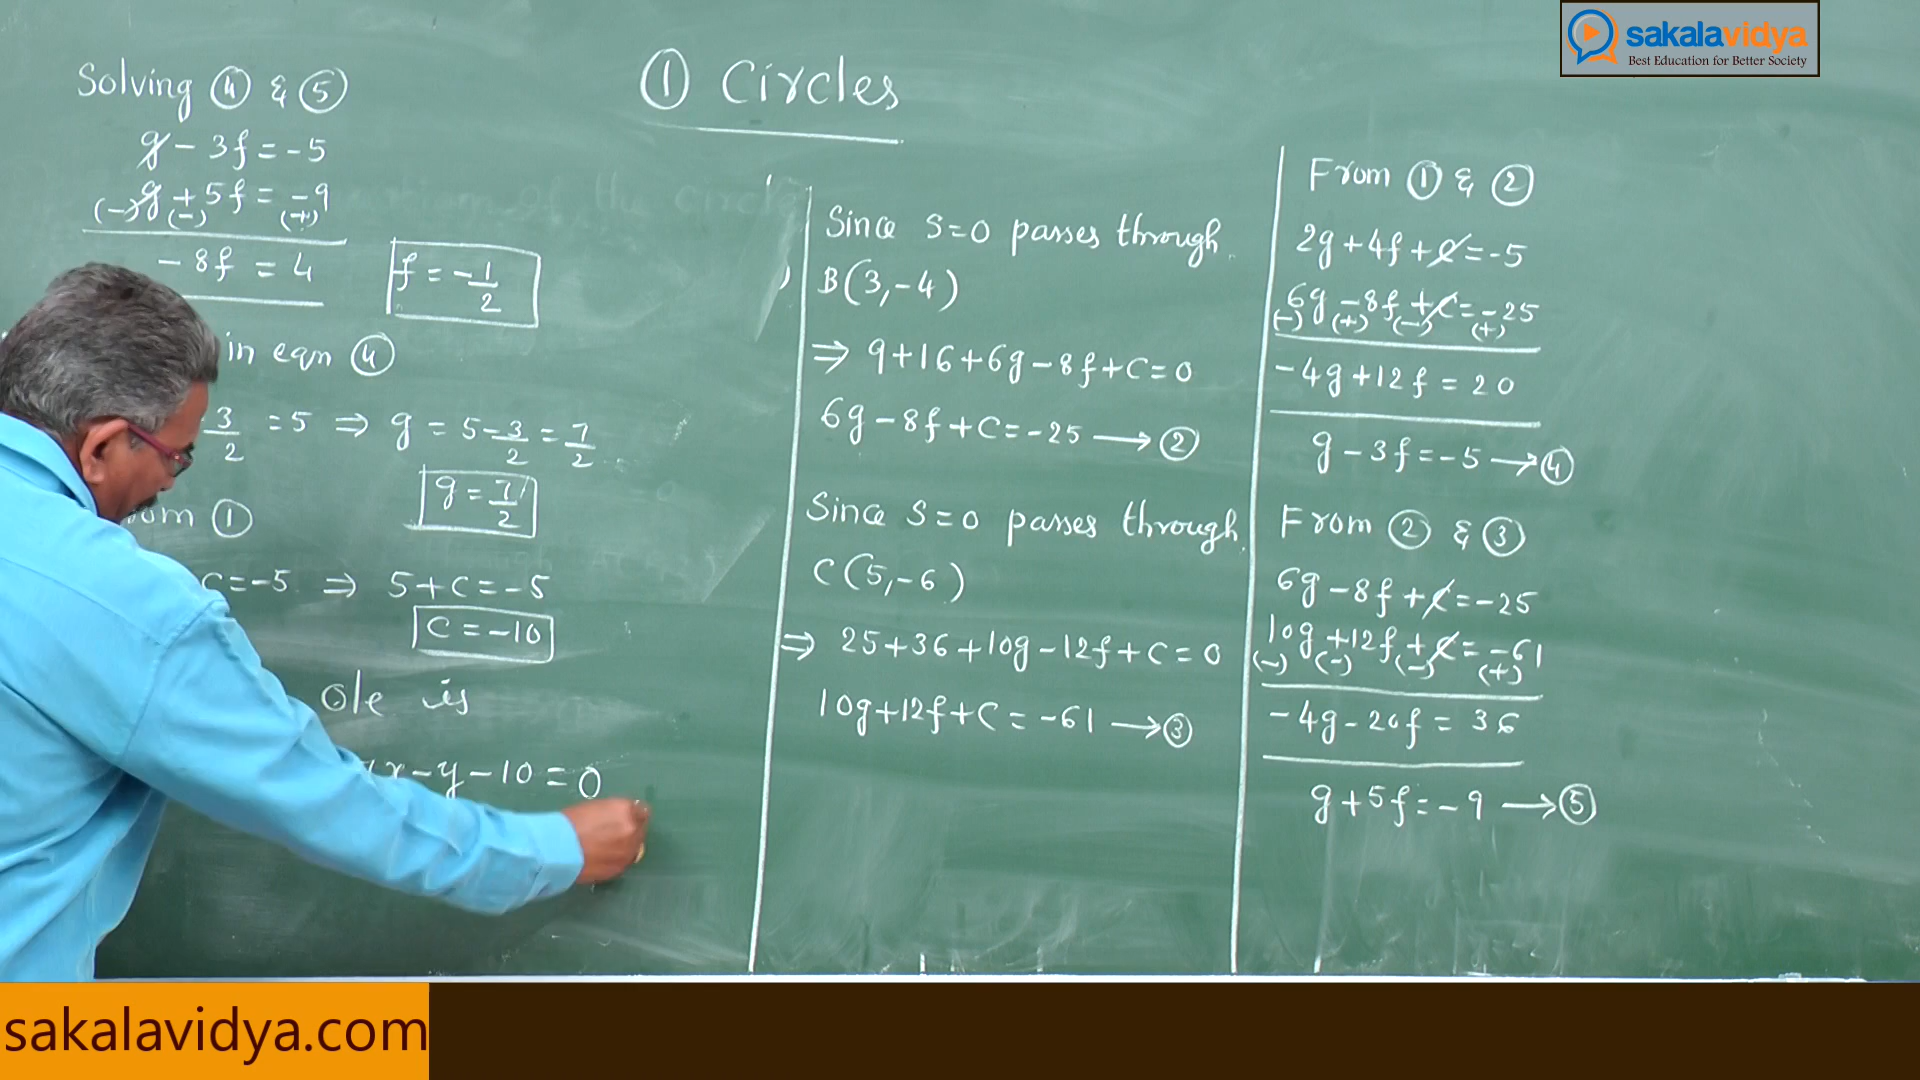 ① Circles
sakalavidya
Best Education for Better Society
Solving ④ & ⑤
g - 3f = -5
g + 5f = -9
(-) (-) (+)
-8f = 4
f = -1/2
in eqn ④
3/2 = 5 ⇒ g = 5 - 3/2 = 7/2
g = 7/2
om ①
c = -5 ⇒ 5 + c = -5
c = -10
ole is
7x - y - 10 = 0
Since S=0 passes through
B(3,-4)
⇒ 9+16+6g-8f+c=0
6g-8f+c=-25 → ②
Since S=0 passes through
C(5,-6)
⇒ 25+36+10g-12f+c=0
10g+12f+c=-61 → ③
From ① & ②
2g+4f+c=-5
6g-8f+c=-25
(-) (+) (-) (+)
-4g+12f=20
g-3f=-5 → ④
From ② & ③
6g-8f+c=-25
10g+12f+c=-61
(-) (-) (-) (+)
-4g-20f=36
g+5f=-9 → ⑤
sakalavidya.com